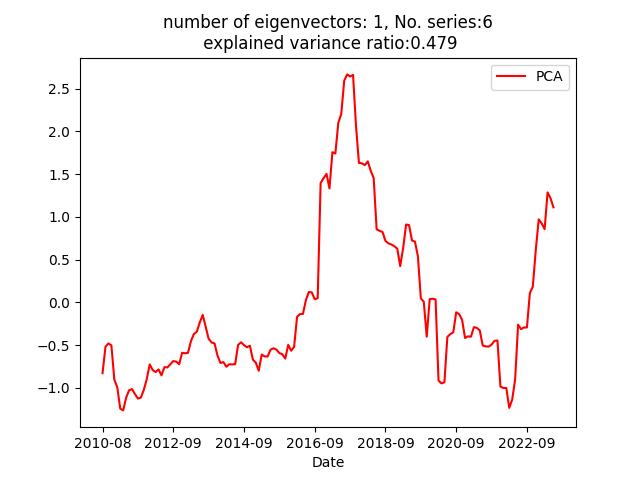 number of eigenvectors: 1, No. series:6
explained variance ratio:0.479
PCA
2.5
2.0
1.5
1.0
0.5
0.0
−0.5
−1.0
2010-08 2012-09 2014-09 2016-09 2018-09 2020-09 2022-09
Date